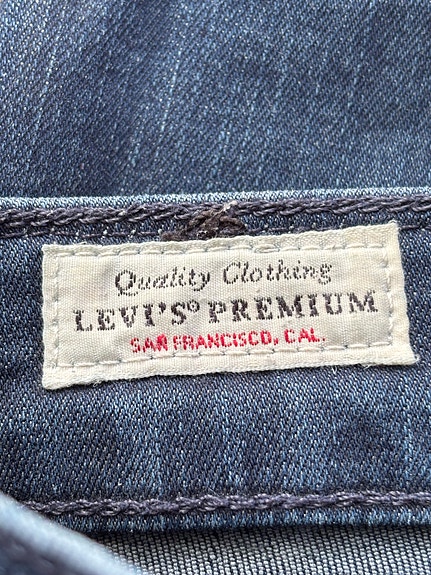 Quality Clothing
LEVI'S® PREMIUM
SAN FRANCISCO, CAL.